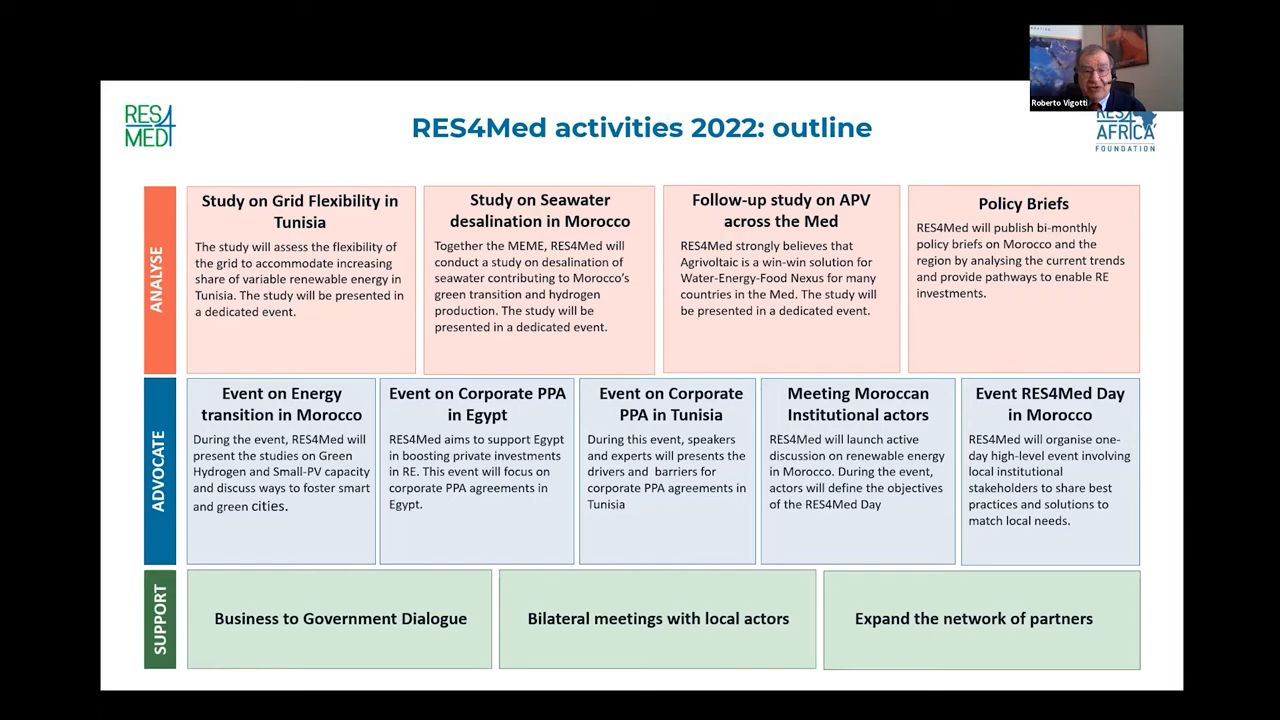 Roberto Vigotti
RES4
MED
RES4Med activities 2022: outline
RES4
AFRICA
FOUNDATION
ANALYSE
Study on Grid Flexibility in
Tunisia
The study will assess the flexibility of
the grid to accommodate increasing
share of variable renewable energy in
Tunisia. The study will be presented in
a dedicated event.
Study on Seawater
desalination in Morocco
Together the MEME, RES4Med will
conduct a study on desalination of
seawater contributing to Morocco's
green transition and hydrogen
production. The study will be
presented in a dedicated event.
Follow-up study on APV
across the Med
RES4Med strongly believes that
Agrivoltaic is a win-win solution for
Water-Energy-Food Nexus for many
countries in the Med. The study will
be presented in a dedicated event.
Policy Briefs
RES4Med will publish bi-monthly
policy briefs on Morocco and the
region by analysing the current trends
and provide pathways to enable RE
investments.
ADVOCATE
Event on Energy
transition in Morocco
During the event, RES4Med will
present the studies on Green
Hydrogen and Small-PV capacity
and discuss ways to foster smart
and green cities.
Event on Corporate PPA
in Egypt
RES4Med aims to support Egypt
in boosting private investments
in RE. This event will focus on
corporate PPA agreements in
Egypt.
Event on Corporate
PPA in Tunisia
During this event, speakers
and experts will presents the
drivers and barriers for
corporate PPA agreements in
Tunisia
Meeting Moroccan
Institutional actors
RES4Med will launch active
discussion on renewable energy
in Morocco. During the event,
actors will define the objectives
of the RES4Med Day
Event RES4Med Day
in Morocco
RES4Med will organise one-
day high-level event involving
local institutional
stakeholders to share best
practices and solutions to
match local needs.
SUPPORT
Business to Government Dialogue
Bilateral meetings with local actors
Expand the network of partners